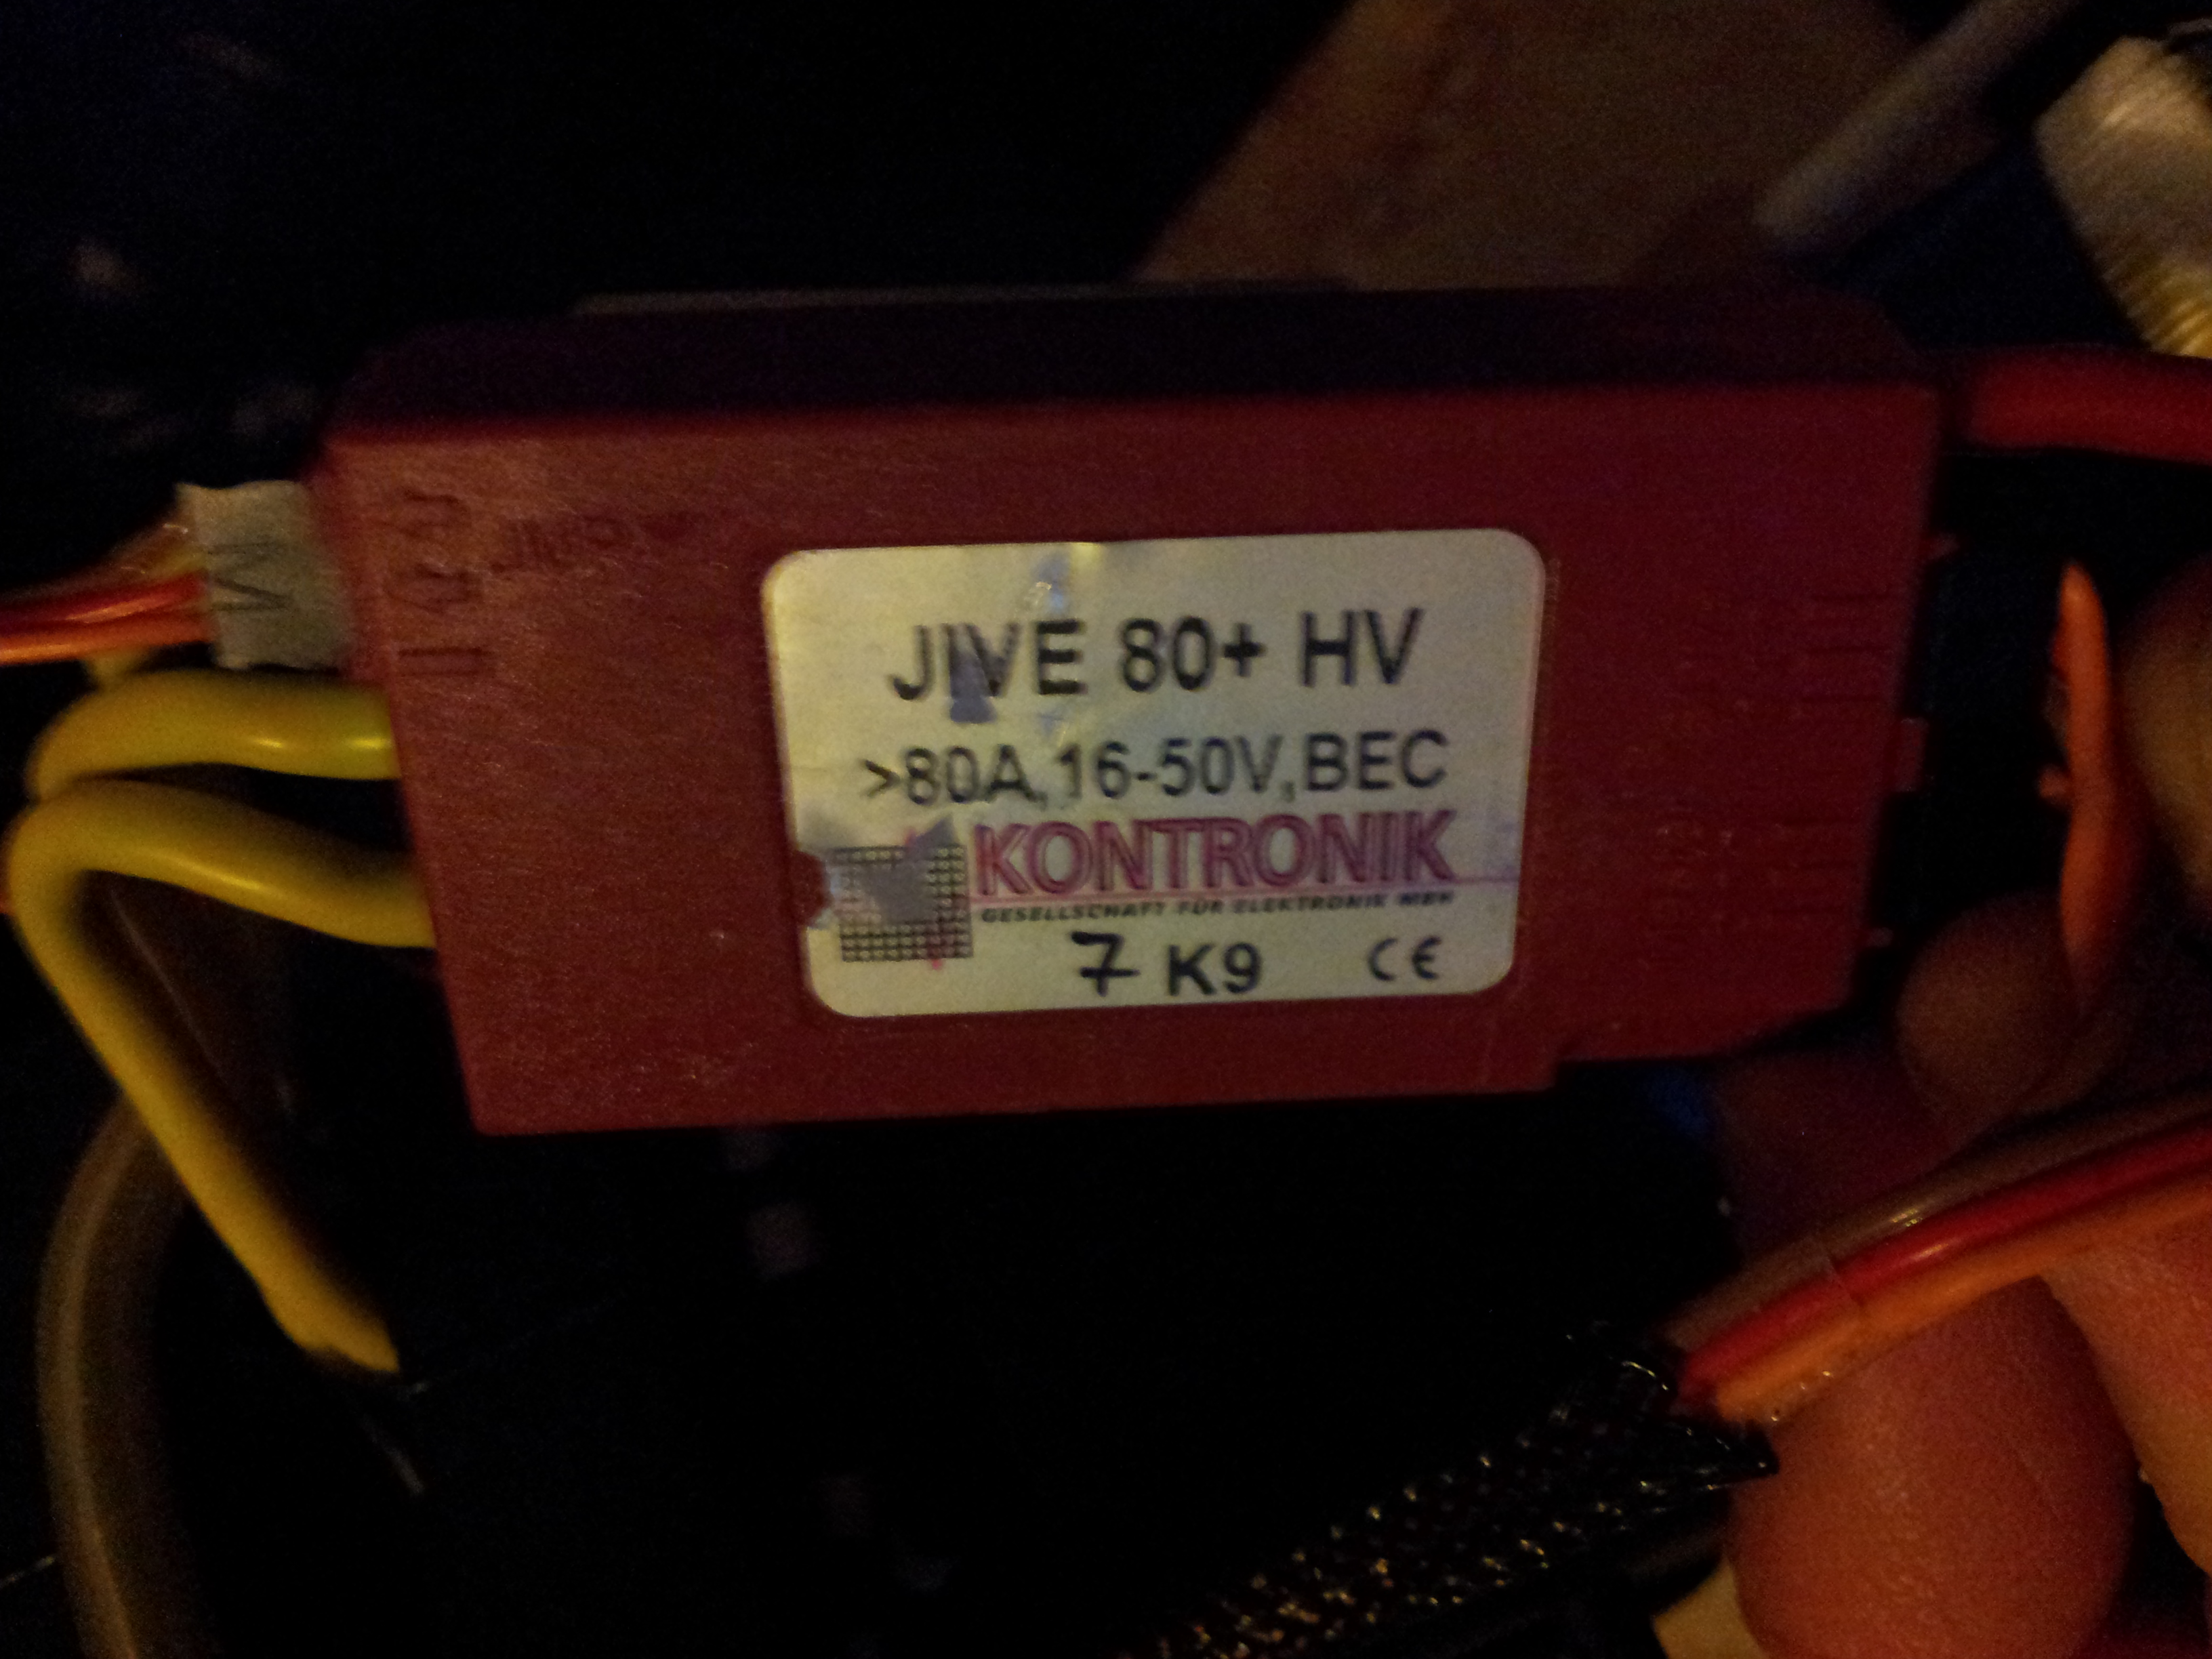 JIVE 80+ HV
>80A,16-50V,BEC
KONTRONIK
GESELLSCHAFT FÜR ELEKTRONIK MBH
7 K9 CE